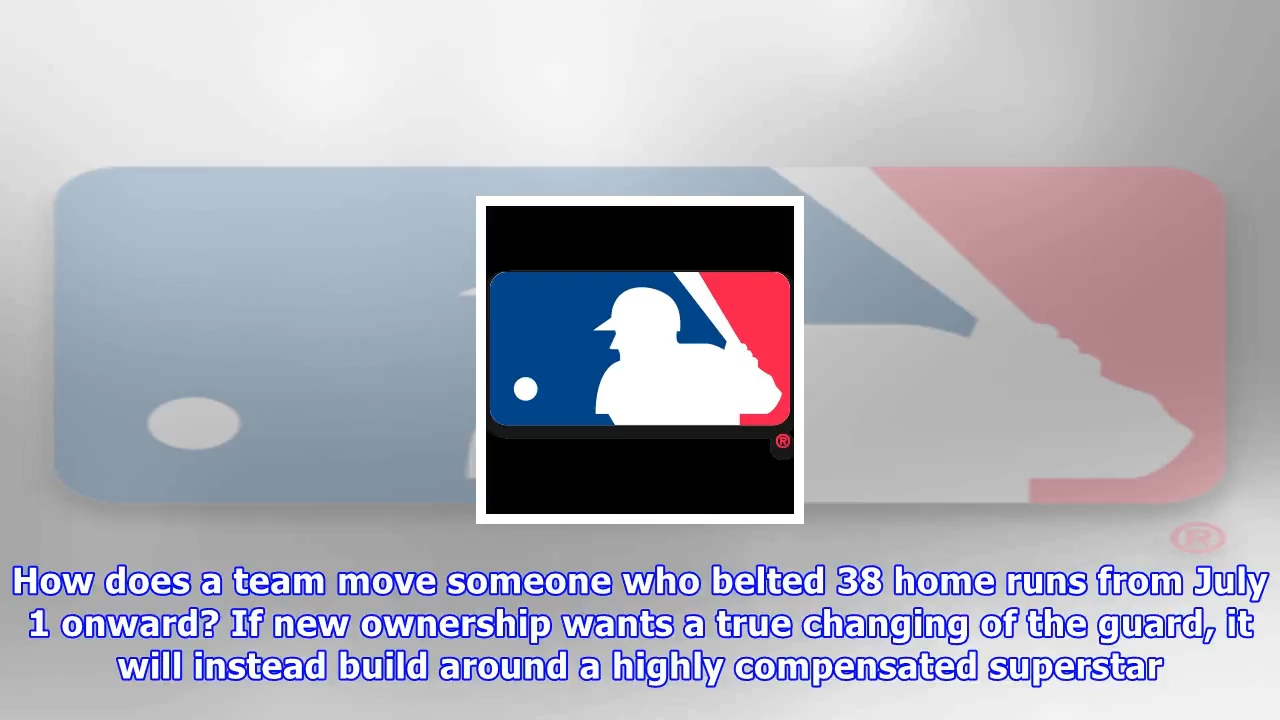 ®
®
How does a team move someone who belted 38 home runs from July
1 onward? If new ownership wants a true changing of the guard, it
will instead build around a highly compensated superstar